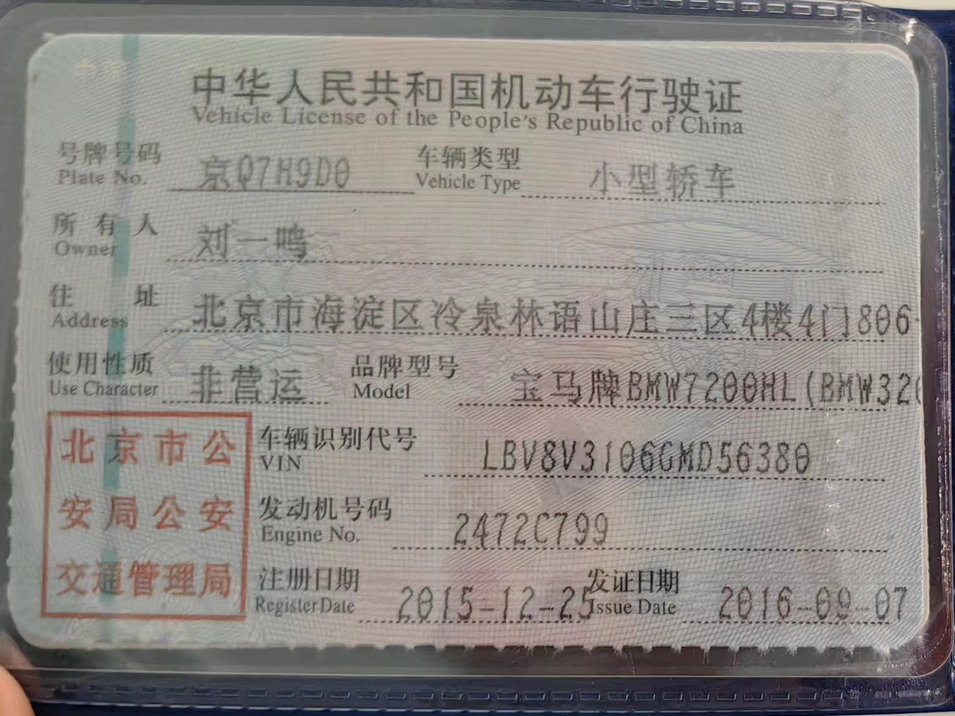 中华人民共和国机动车行驶证
Vehicle License of the People's Republic of China
号牌号码 京Q7H9D0 车辆类型 小型轿车
Plate No. Vehicle Type
所有人 刘一鸣
Owner
住址 北京市海淀区冷泉林语山庄三区4楼4门1806
Address
使用性质 非营运 品牌型号 宝马牌BMW7200HL(BMW320
Use Character Model
北京市公
安局公安
交通管理局
车辆识别代号 LBV8V3106GMD56380
VIN
发动机号码 2472C799
Engine No.
注册日期 2015-12-25 发证日期 2016-09-07
Register Date Issue Date